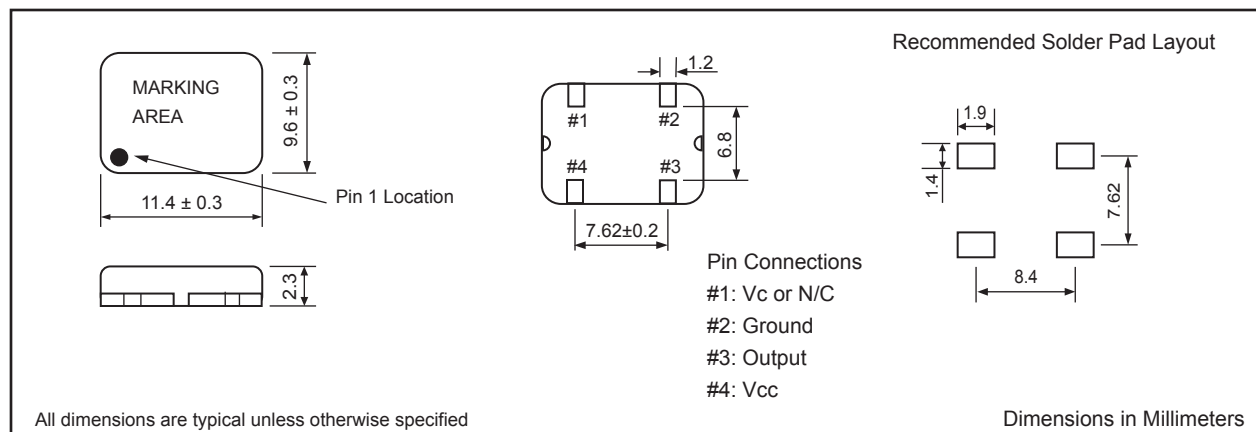 Recommended Solder Pad Layout
MARKING
AREA
9.6 ± 0.3
11.4 ± 0.3
Pin 1 Location
2.3
1.2
#1
#2
#4
#3
6.8
7.62±0.2
1.9
1.4
7.62
8.4
Pin Connections
#1: Vc or N/C
#2: Ground
#3: Output
#4: Vcc
All dimensions are typical unless otherwise specified
Dimensions in Millimeters